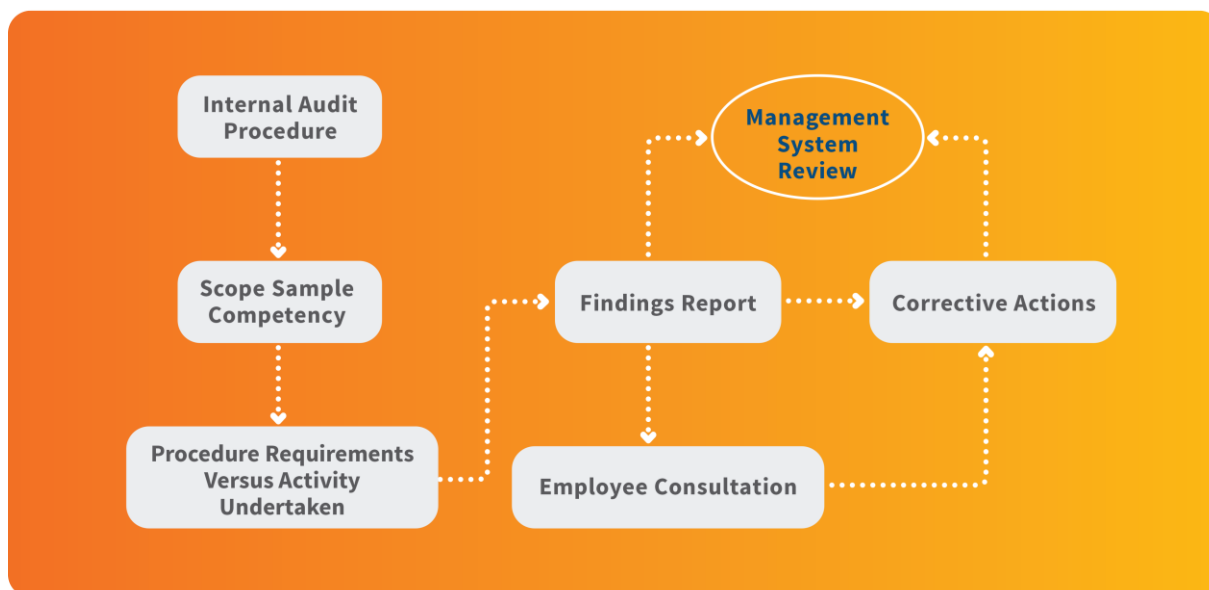 Internal Audit
Procedure
Scope Sample
Competency
Procedure Requirements
Versus Activity
Undertaken
Management
System
Review
Findings Report
Corrective Actions
Employee Consultation